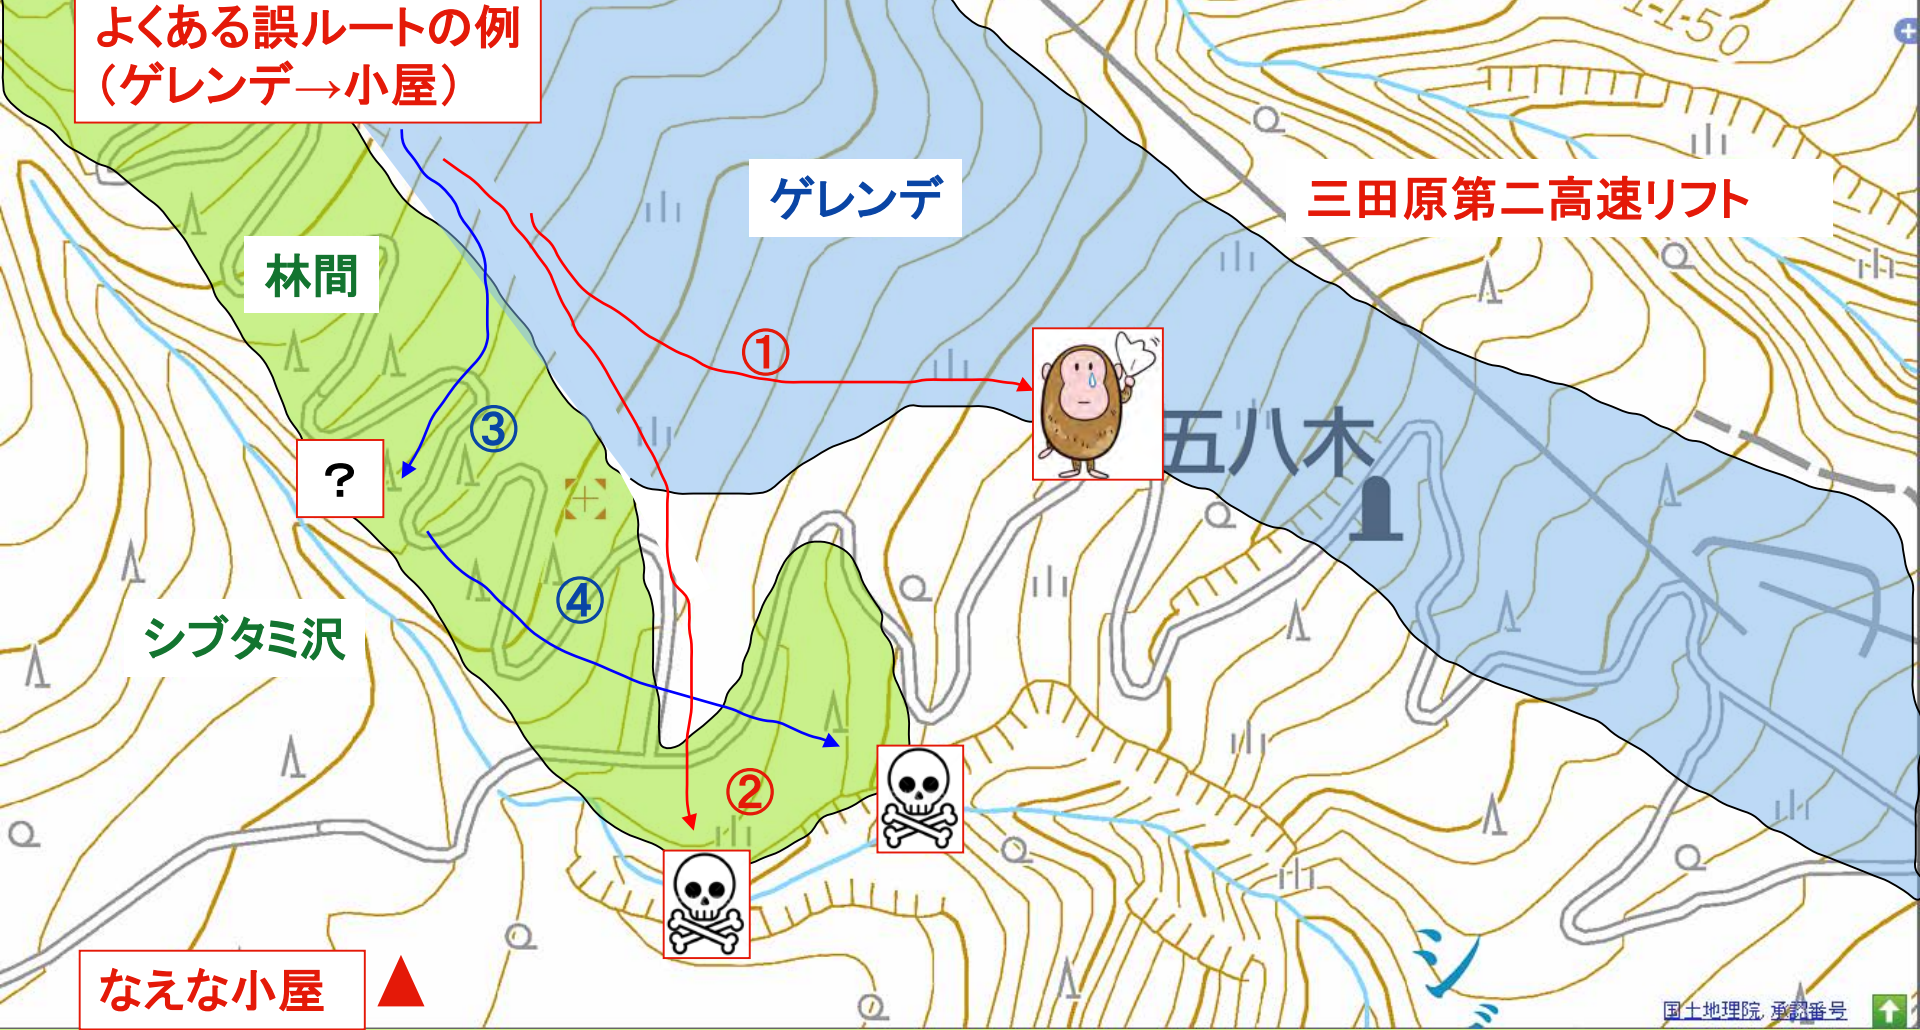 よくある誤ルートの例
（ゲレンデ→小屋）
1150
ゲレンデ
三田原第二高速リフト
林間
①
五八木
③
?
④
シブタミ沢
②
なえな小屋
シブ
国土地理院, 承認番号